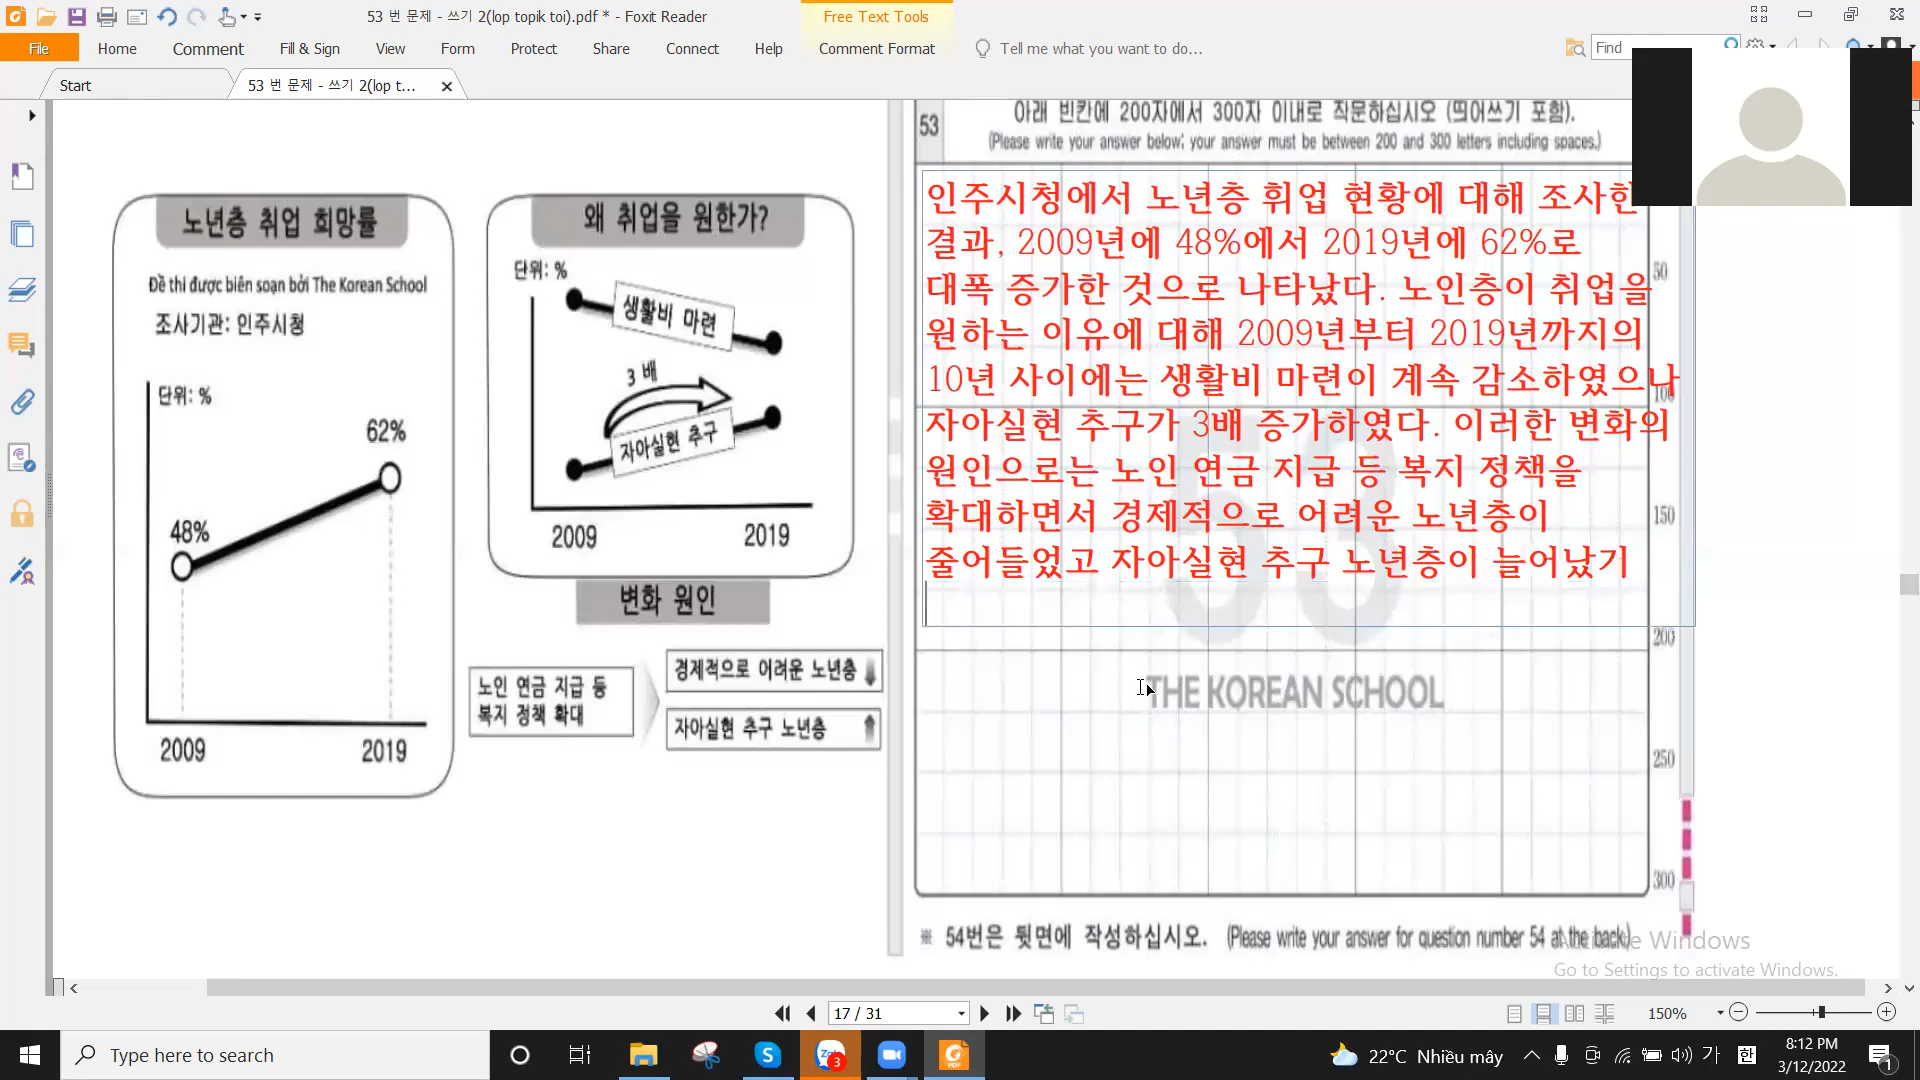 53 번 문제 - 쓰기 2(lop topik toi).pdf * - Foxit Reader
Free Text Tools
File
Home
Comment
Fill & Sign
View
Form
Protect
Share
Connect
Help
Comment Format
Tell me what you want to do...
Find
Start
53 번 문제 - 쓰기 2(lop t...
노년층 취업 희망률
Đề thi được biên soạn bởi The Korean School
조사기관: 인주시청
단위: %
62%
48%
2009
2019
왜 취업을 원한가?
단위: %
생활비 마련
3 배
자아실현 추구
2009
2019
변화 원인
노인 연금 지급 등
복지 정책 확대
경제적으로 어려운 노년층
자아실현 추구 노년층
53
아래 빈칸에 200자에서 300자 이내로 작문하십시오 (띄어쓰기 포함).
(Please write your answer below; your answer must be between 200 and 300 letters including spaces.)
인주시청에서 노년층 취업 현황에 대해 조사한
결과, 2009년에 48%에서 2019년에 62%로
대폭 증가한 것으로 나타났다. 노인층이 취업을
원하는 이유에 대해 2009년부터 2019년까지의
10년 사이에는 생활비 마련이 계속 감소하였으나
자아실현 추구가 3배 증가하였다. 이러한 변화의
원인으로는 노인 연금 지급 등 복지 정책을
확대하면서 경제적으로 어려운 노년층이
줄어들었고 자아실현 추구 노년층이 늘어났기
50
100
150
200
250
300
53
THE KOREAN SCHOOL
※ 54번은 뒷면에 작성하십시오. (Please write your answer for question number 54 at the back)
Activate Windows
Go to Settings to activate Windows.
17 / 31
150%
Type here to search
3
22°C Nhiều mây
가
한
8:12 PM
3/12/2022
1